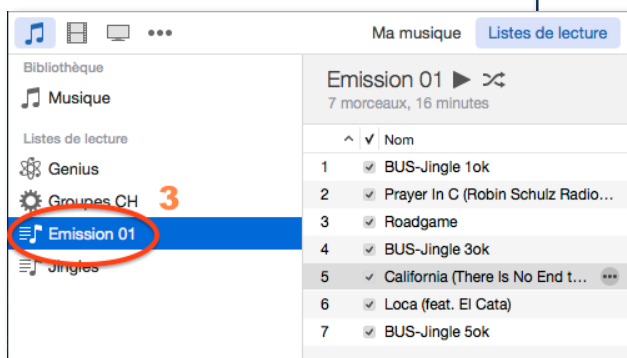 Ma musique Listes de lecture
Bibliothèque
Musique
Listes de lecture
Genius
Groupes CH 3
Emission 01
Jingles
Emission 01
7 morceaux, 16 minutes
Nom
1 BUS-Jingle 1ok
2 Prayer In C (Robin Schulz Radio...
3 Roadgame
4 BUS-Jingle 3ok
5 California (There Is No End t...
6 Loca (feat. El Cata)
7 BUS-Jingle 5ok